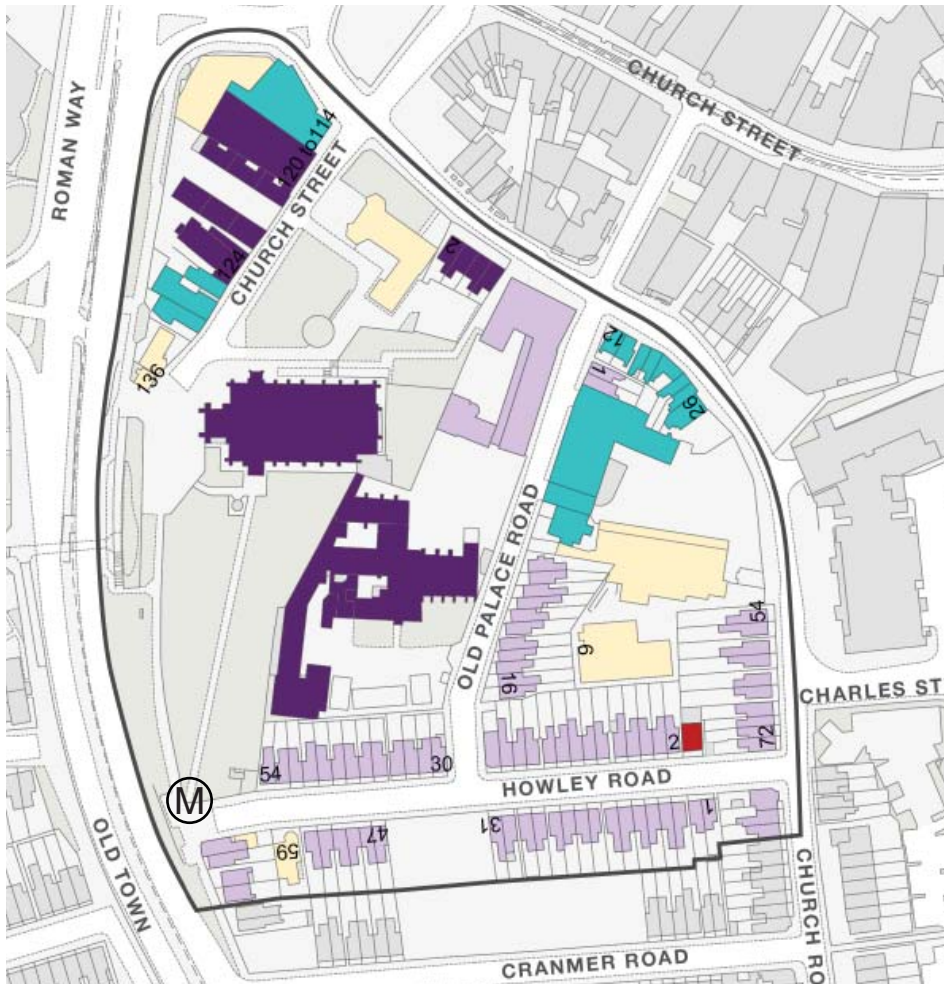 ROMAN WAY
CHURCH STREET
120 to 114
CHURCH STREET
124
2
136
12
1
26
OLD PALACE ROAD
54
9
16
CHARLES ST
2
72
54
30
HOWLEY ROAD
M
1
31
47
59
OLD TOWN
CHURCH RO
CRANMER ROAD